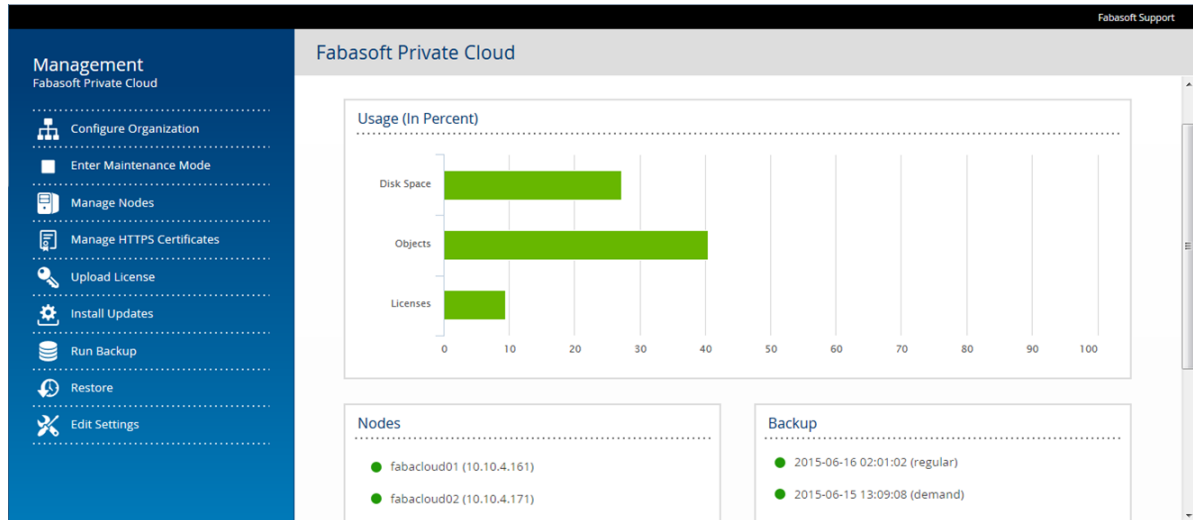 Fabasoft Support
Management
Fabasoft Private Cloud
Configure Organization
Enter Maintenance Mode
Manage Nodes
Manage HTTPS Certificates
Upload License
Install Updates
Run Backup
Restore
Edit Settings
Fabasoft Private Cloud
Usage (In Percent)
Disk Space
Objects
Licenses
0 10 20 30 40 50 60 70 80 90 100
Nodes
fabacloud01 (10.10.4.161)
fabacloud02 (10.10.4.171)
Backup
2015-06-16 02:01:02 (regular)
2015-06-15 13:09:08 (demand)